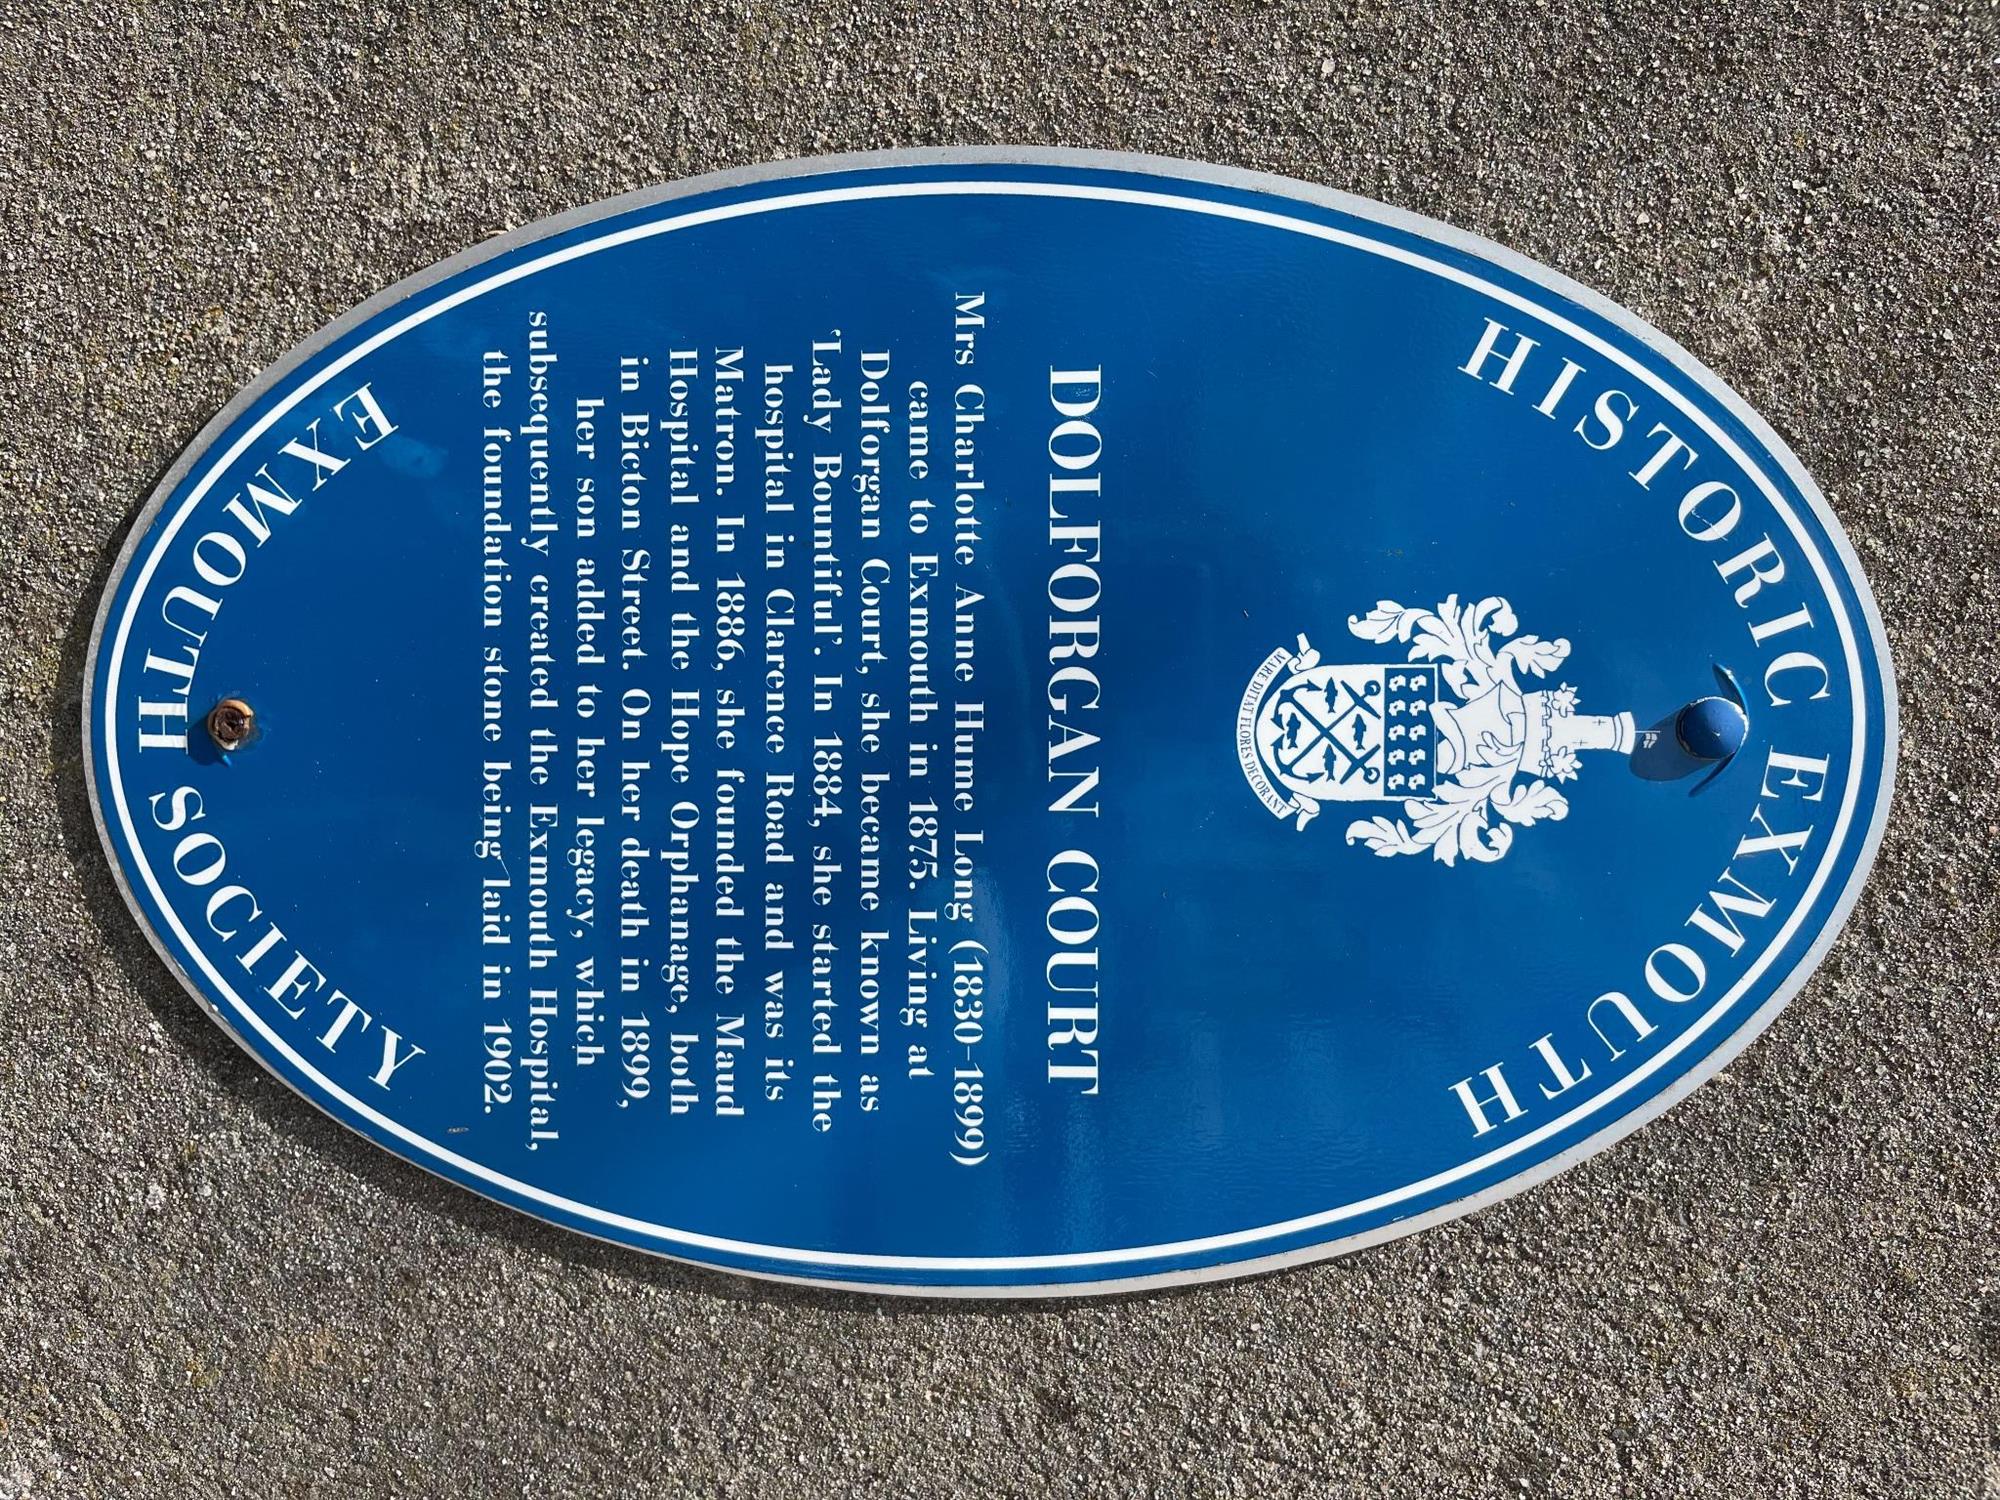 HISTORIC EXMOUTH
MARE DITAT FLORES DECORANT
DOLFORGAN COURT
Mrs Charlotte Anne Hume Long (1830-1899)
came to Exmouth in 1875. Living at
Dolforgan Court, she became known as
‘Lady Bountiful’. In 1884, she started the
hospital in Clarence Road and was its
Matron. In 1886, she founded the Maud
Hospital and the Hope Orphanage, both
in Bicton Street. On her death in 1899,
her son added to her legacy, which
subsequently created the Exmouth Hospital,
the foundation stone being laid in 1902.
EXMOUTH SOCIETY